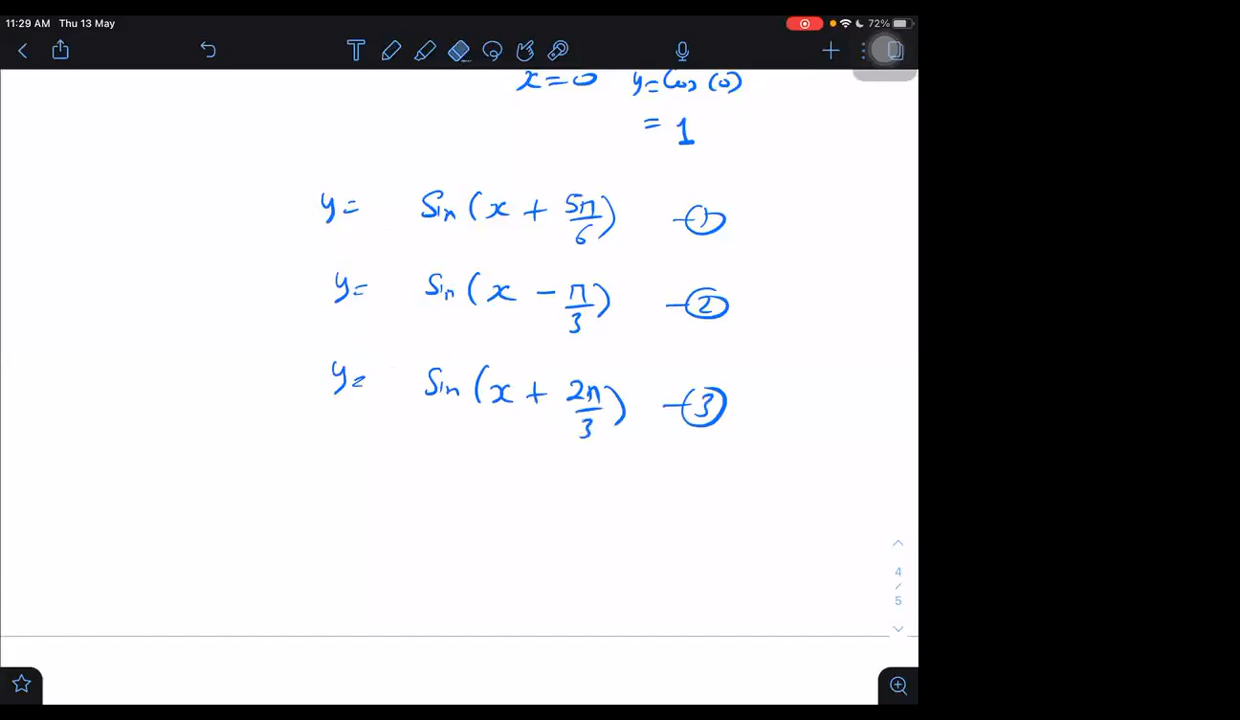 11:29 AM Thu 13 May 72%
T
x=0 y=Cos(0)
= 1
y= Sin(x + 5π/6) -①
y= Sin(x - π/3) -②
y= Sin(x + 2π/3) -③
4
/
5